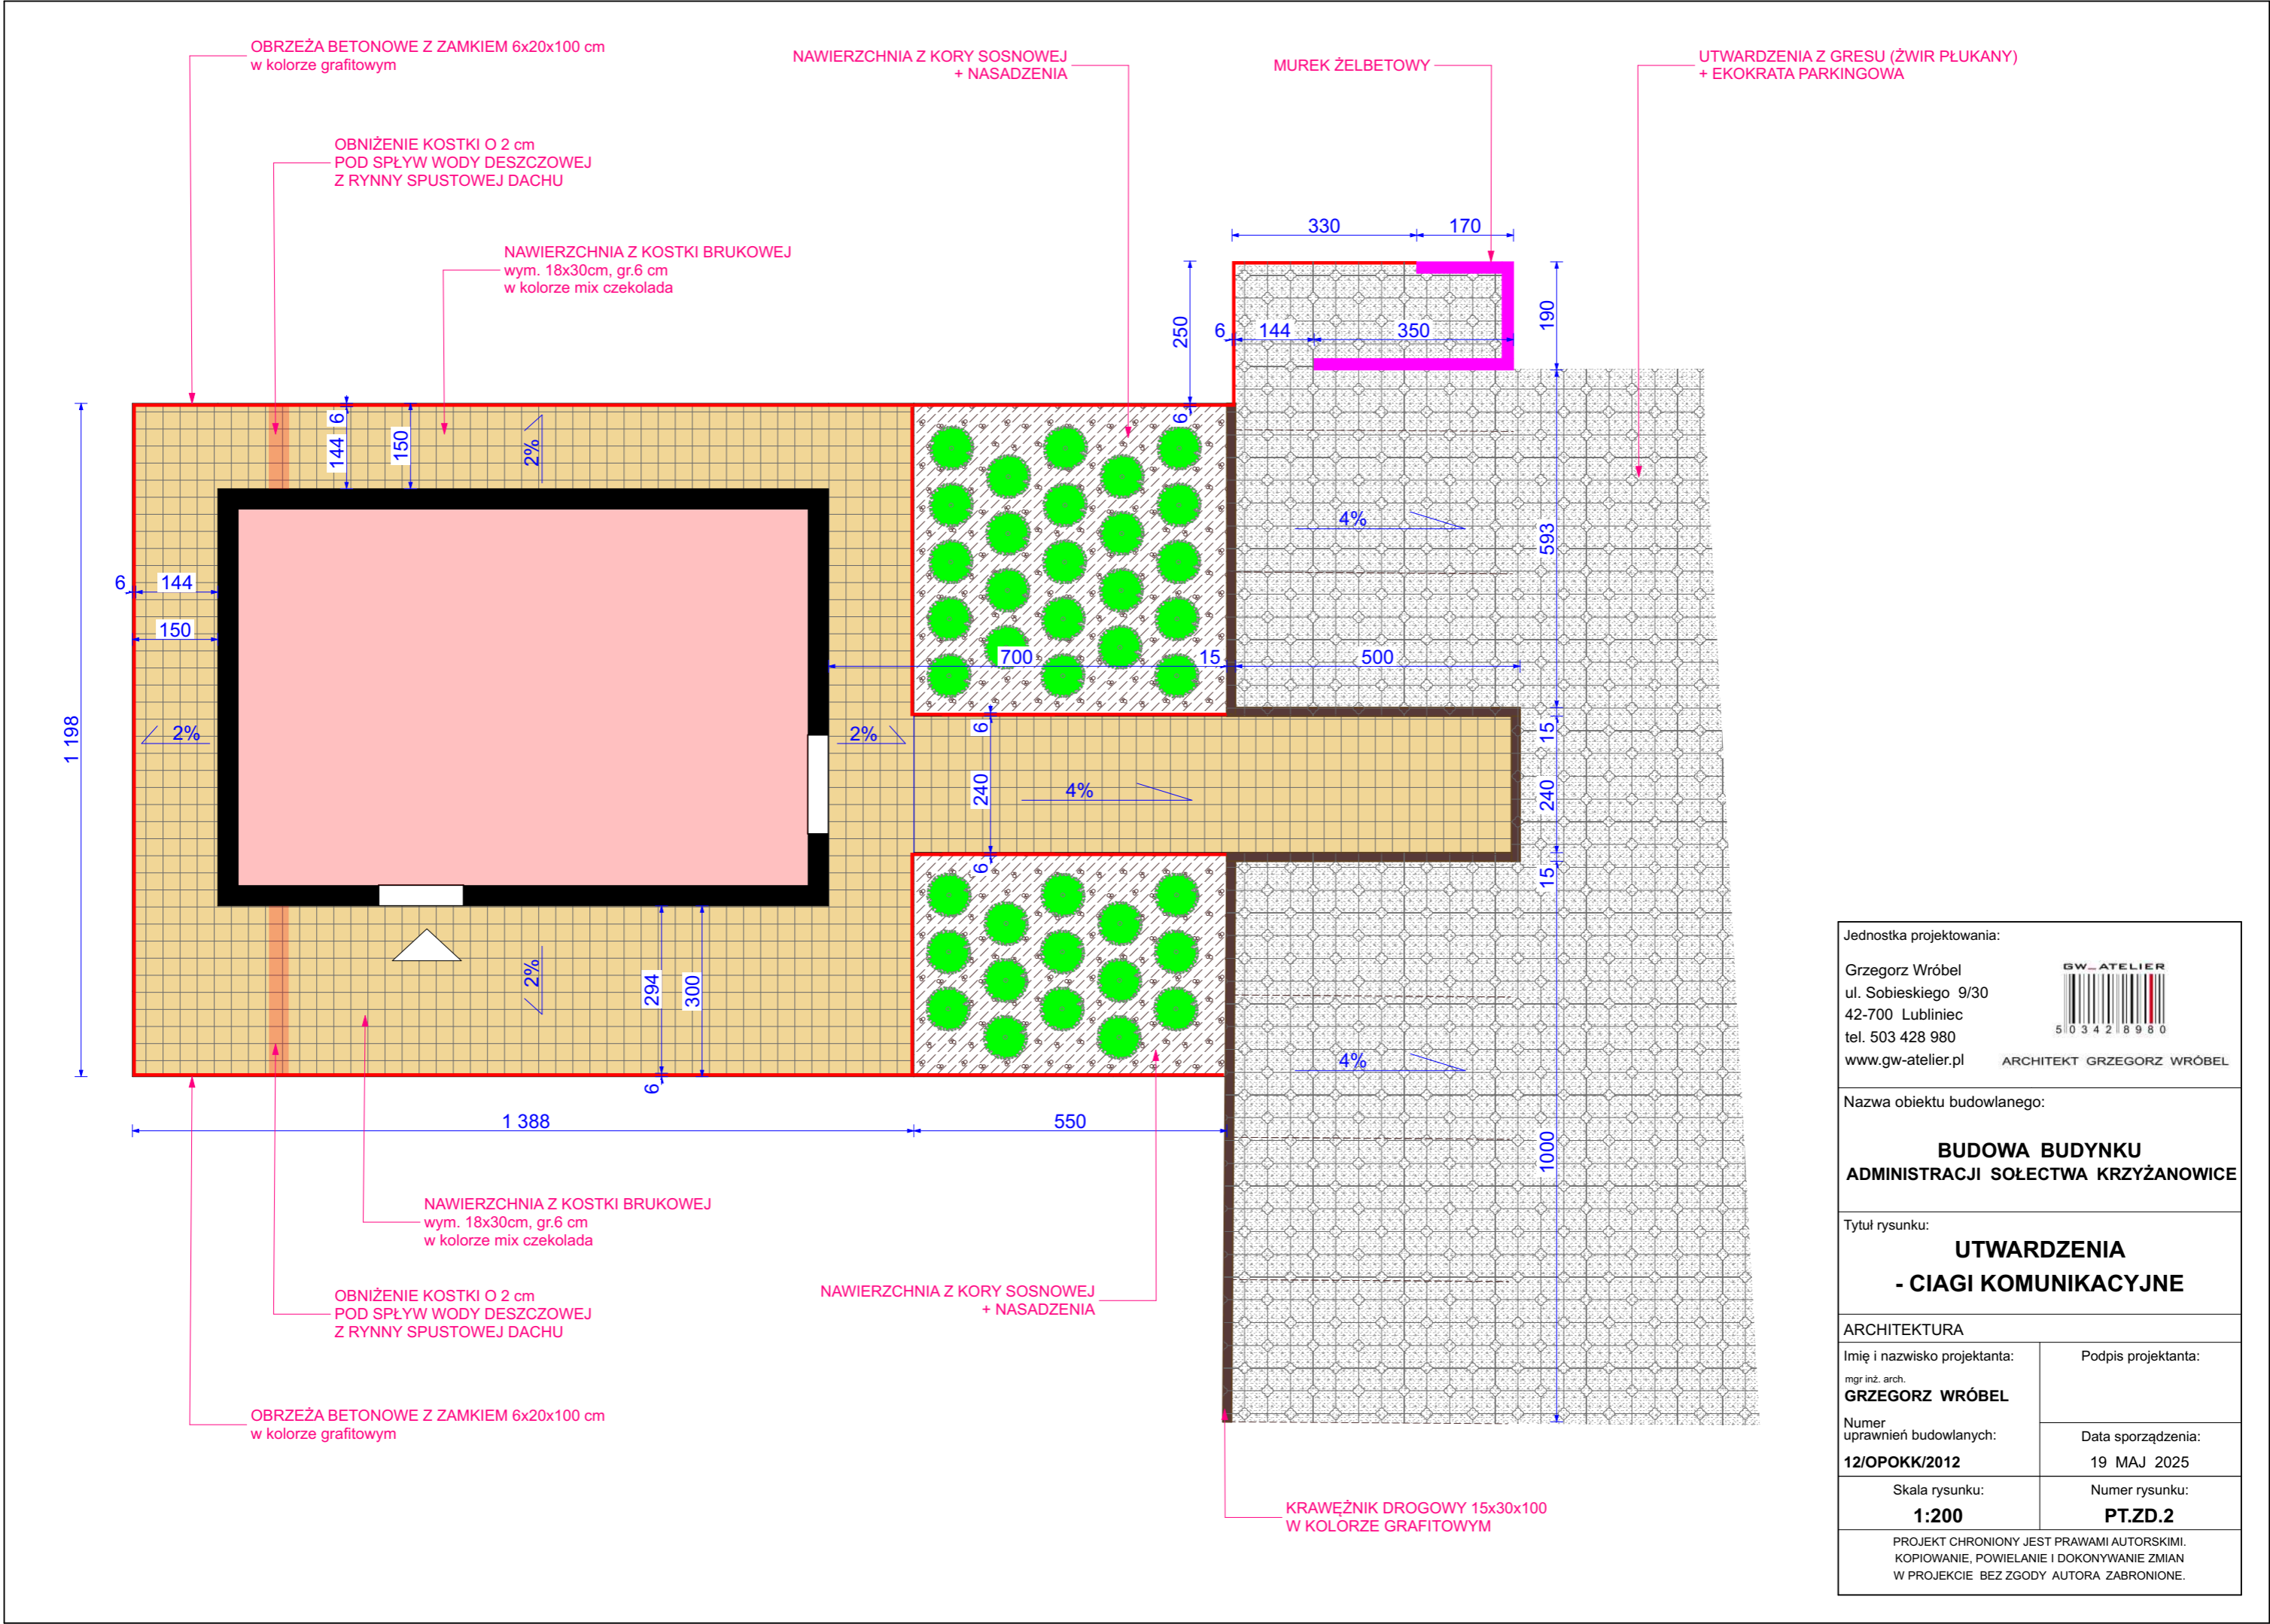 OBRZEŻA BETONOWE Z ZAMKIEM 6x20x100 cm
w kolorze grafitowym
NAWIERZCHNIA Z KORY SOSNOWEJ
+ NASADZENIA
MUREK ŻELBETOWY
UTWARDZENIA Z GRESU (ŻWIR PŁUKANY)
+ EKOKRATA PARKINGOWA
OBNIŻENIE KOSTKI O 2 cm
POD SPŁYW WODY DESZCZOWEJ
Z RYNNY SPUSTOWEJ DACHU
NAWIERZCHNIA Z KOSTKI BRUKOWEJ
wym. 18x30cm, gr.6 cm
w kolorze mix czekolada
330
170
250
6
144
350
190
6
144
150
2%
6
4%
593
6
144
150
700
15
500
1 198
2%
2%
6
240
4%
15
240
6
15
2%
294
300
6
4%
1 388
550
1000
NAWIERZCHNIA Z KOSTKI BRUKOWEJ
wym. 18x30cm, gr.6 cm
w kolorze mix czekolada
OBNIŻENIE KOSTKI O 2 cm
POD SPŁYW WODY DESZCZOWEJ
Z RYNNY SPUSTOWEJ DACHU
NAWIERZCHNIA Z KORY SOSNOWEJ
+ NASADZENIA
OBRZEŻA BETONOWE Z ZAMKIEM 6x20x100 cm
w kolorze grafitowym
KRAWĘŻNIK DROGOWY 15x30x100
W KOLORZE GRAFITOWYM
Jednostka projektowania:
Grzegorz Wróbel
ul. Sobieskiego 9/30
42-700 Lubliniec
tel. 503 428 980
www.gw-atelier.pl
GW_ATELIER
503428980
ARCHITEKT GRZEGORZ WRÓBEL
Nazwa obiektu budowlanego:
BUDOWA BUDYNKU
ADMINISTRACJI SOŁECTWA KRZYŻANOWICE
Tytuł rysunku:
UTWARDZENIA
- CIAGI KOMUNIKACYJNE
ARCHITEKTURA
Imię i nazwisko projektanta:
mgr inż. arch.
GRZEGORZ WRÓBEL
Numer
uprawnień budowlanych:
12/OPOKK/2012
Podpis projektanta:
Data sporządzenia:
19 MAJ 2025
Skala rysunku:
1:200
Numer rysunku:
PT.ZD.2
PROJEKT CHRONIONY JEST PRAWAMI AUTORSKIMI.
KOPIOWANIE, POWIELANIE I DOKONYWANIE ZMIAN
W PROJEKCIE BEZ ZGODY AUTORA ZABRONIONE.